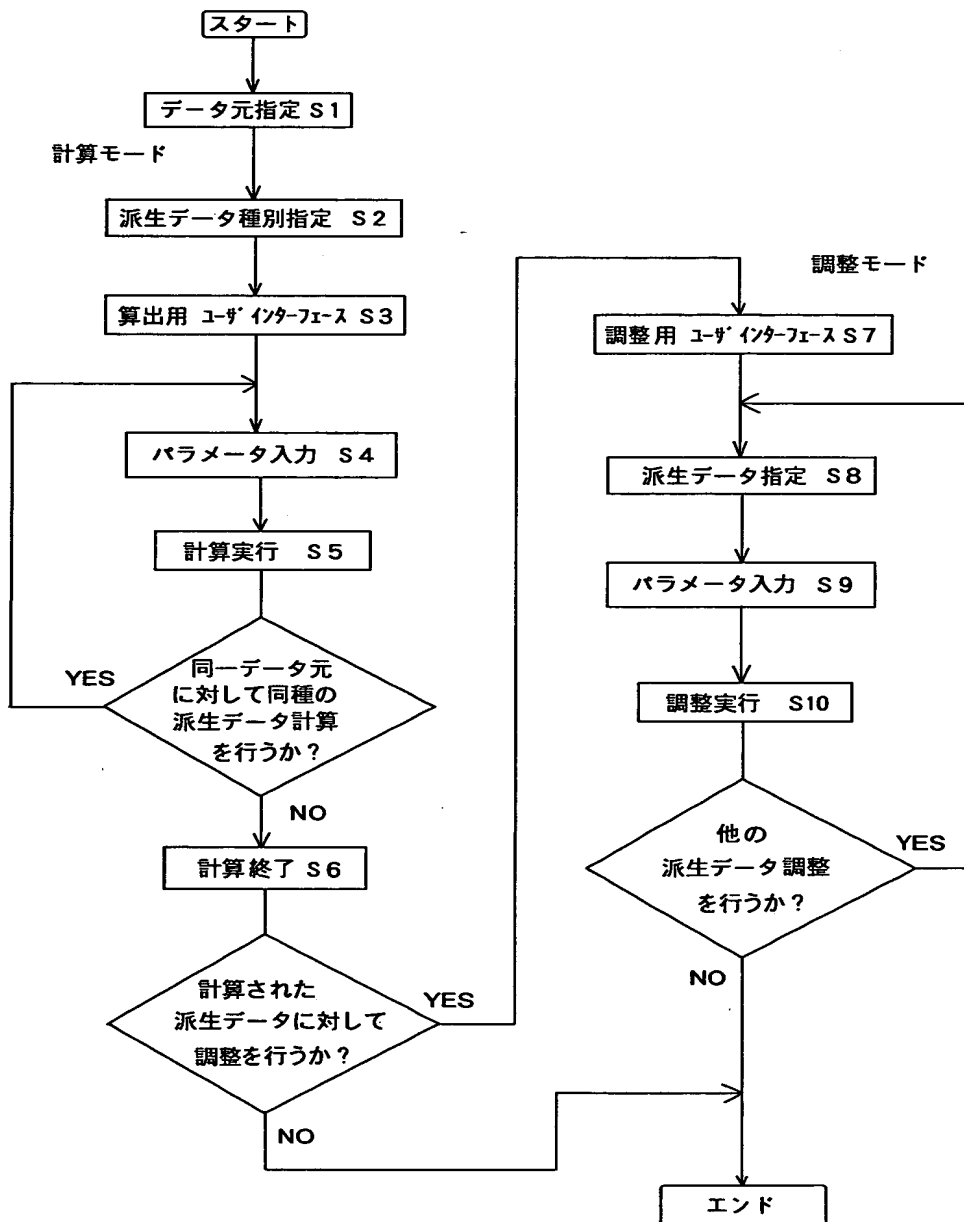 スタート
データ元指定 S1
計算モード
派生データ種別指定 S2
算出用 ユーザインターフェース S3
パラメータ入力 S4
計算実行 S5
同一データ元
に対して同種の
派生データ計算
を行うか?
YES
NO
計算終了 S6
計算された
派生データに対して
調整を行うか?
YES
NO
調整モード
調整用 ユーザインターフェース S7
派生データ指定 S8
パラメータ入力 S9
調整実行 S10
他の
派生データ調整
を行うか?
YES
NO
エンド